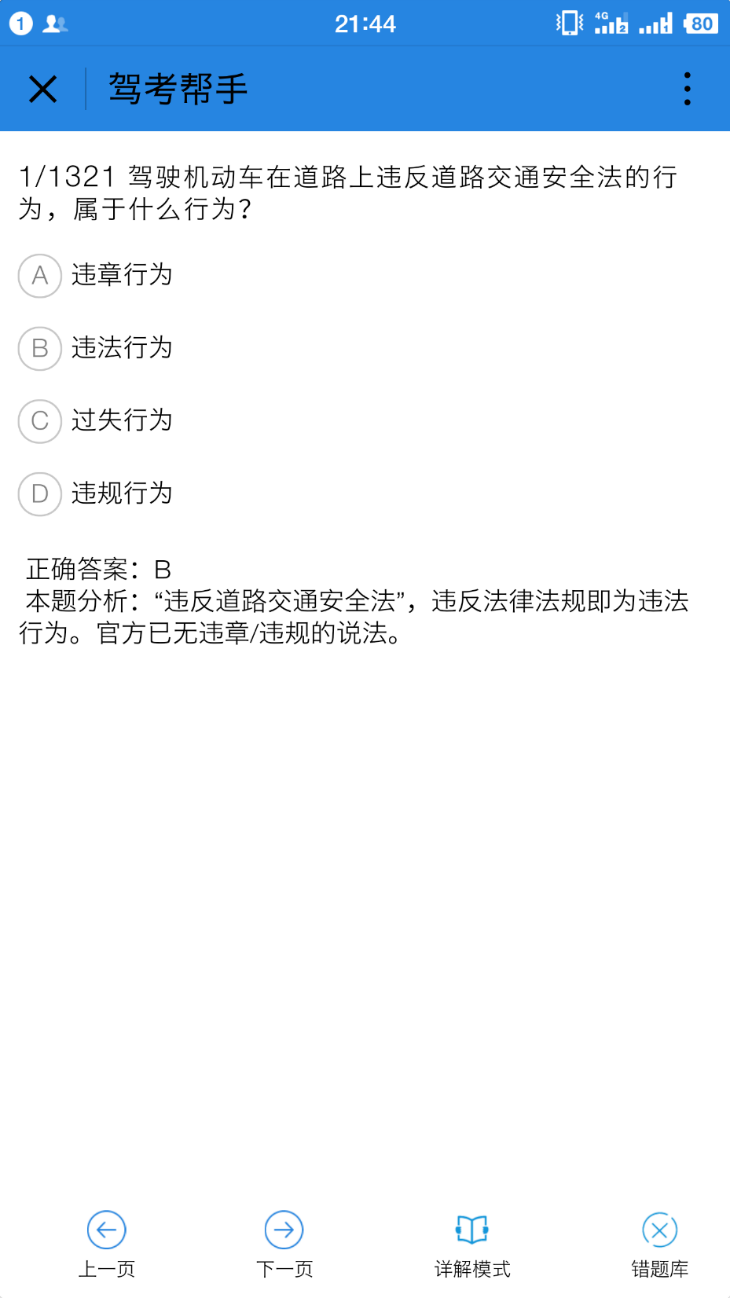 1 21:44 4G 2 1 80
驾考帮手
1/1321 驾驶机动车在道路上违反道路交通安全法的行
为，属于什么行为？
A 违章行为
B 违法行为
C 过失行为
D 违规行为
正确答案：B
本题分析：“违反道路交通安全法”，违反法律法规即为违法
行为。官方已无违章/违规的说法。
上一页 下一页 详解模式 错题库